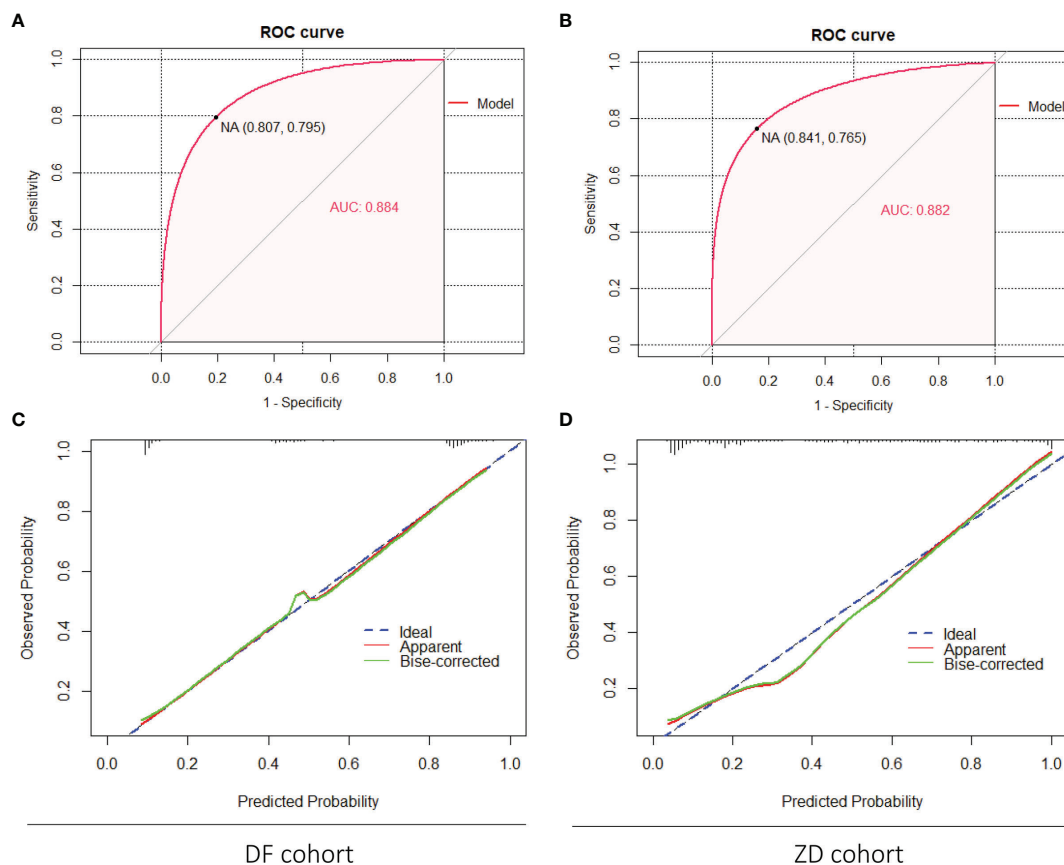 A
ROC curve
1.0
0.8
0.6
0.4
0.2
0.0
Sensitivity
Model
NA (0.807, 0.795)
AUC: 0.884
0.0 0.2 0.4 0.6 0.8 1.0
1 - Specificity
B
ROC curve
1.0
0.8
0.6
0.4
0.2
0.0
Sensitivity
Model
NA (0.841, 0.765)
AUC: 0.882
0.0 0.2 0.4 0.6 0.8 1.0
1 - Specificity
C
1.0
0.8
0.6
0.4
0.2
Observed Probability
Ideal
Apparent
Bise-corrected
0.0 0.2 0.4 0.6 0.8 1.0
Predicted Probability
DF cohort
D
1.0
0.8
0.6
0.4
0.2
Observed Probability
Ideal
Apparent
Bise-corrected
0.0 0.2 0.4 0.6 0.8 1.0
Predicted Probability
ZD cohort